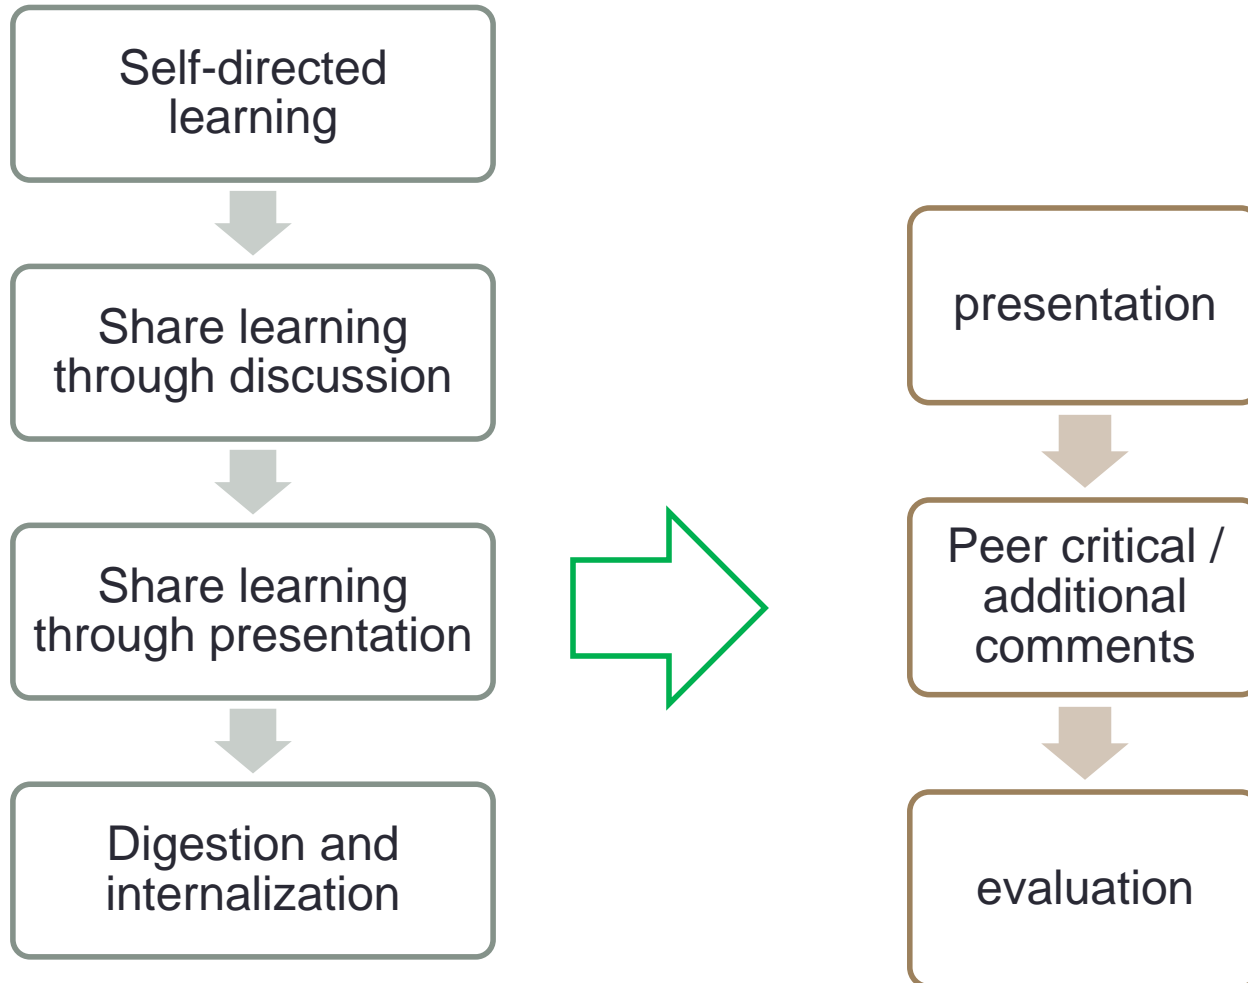 Self-directed
learning
Share learning
through discussion
Share learning
through presentation
Digestion and
internalization
presentation
Peer critical /
additional
comments
evaluation